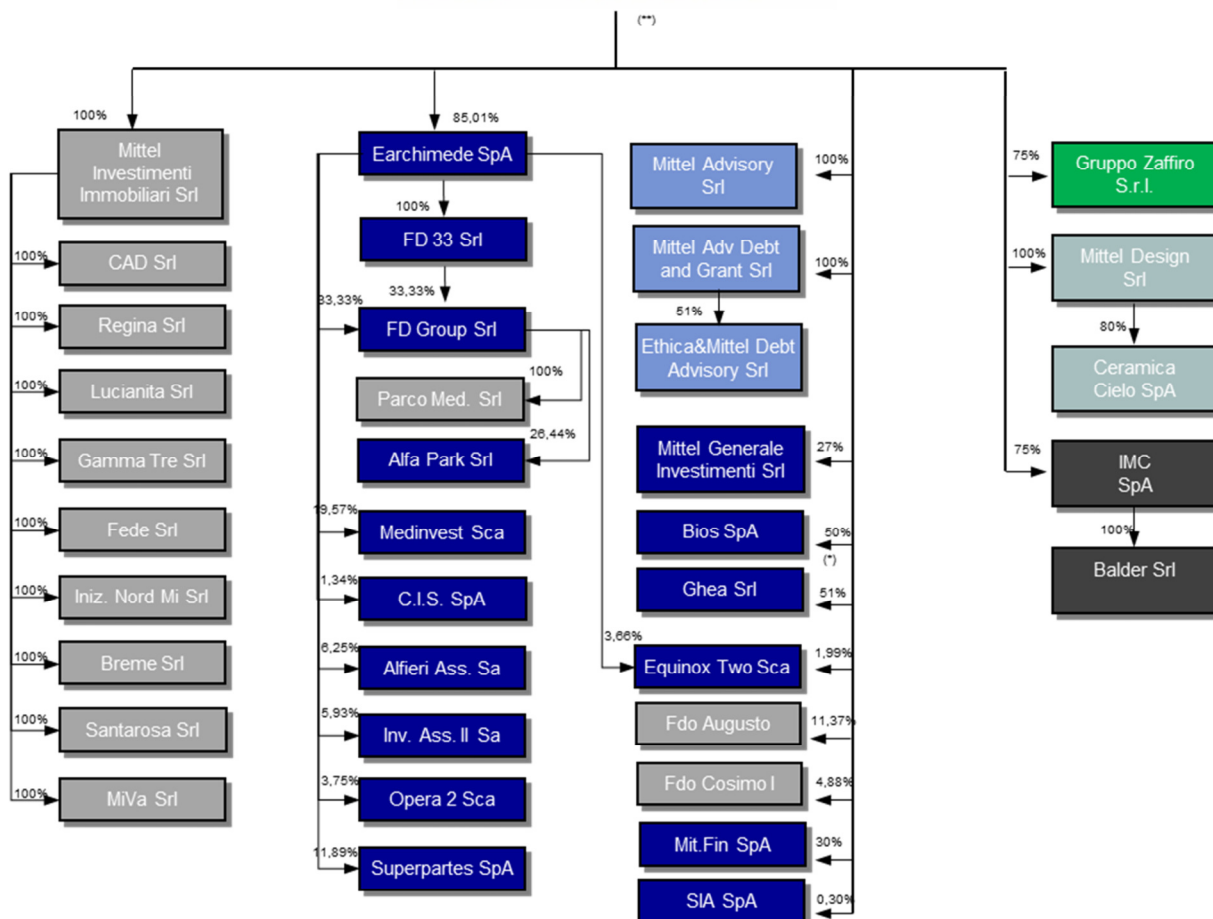 (**)
100%
Mittel
Investimenti
Immobiliari Srl
100%
CAD Srl
100%
Regina Srl
100%
Lucianita Srl
100%
Gamma Tre Srl
100%
Fede Srl
100%
Iniz. Nord Mi Srl
100%
Breme Srl
100%
Santarosa Srl
100%
MiVa Srl
85,01%
Earchimede SpA
100%
FD 33 Srl
33,33%
33,33%
FD Group Srl
100%
Parco Med. Srl
26,44%
Alfa Park Srl
19,57%
Medinvest Sca
1,34%
C.I.S. SpA
6,25%
Alfieri Ass. Sa
5,93%
Inv. Ass. II Sa
3,75%
Opera 2 Sca
11,89%
Superpartes SpA
Mittel Advisory
Srl
100%
Mittel Adv Debt
and Grant Srl
100%
51%
Ethica&Mittel Debt
Advisory Srl
Mittel Generale
Investimenti Srl
27%
Bios SpA
50%
(*)
Ghea Srl
51%
3,66%
Equinox Two Sca
1,99%
Fdo Augusto
11,37%
Fdo Cosimo I
4,88%
Mit.Fin SpA
30%
SIA SpA
0,30%
75%
Gruppo Zaffiro
S.r.l.
100%
Mittel Design
Srl
80%
Ceramica
Cielo SpA
75%
IMC
SpA
100%
Balder Srl